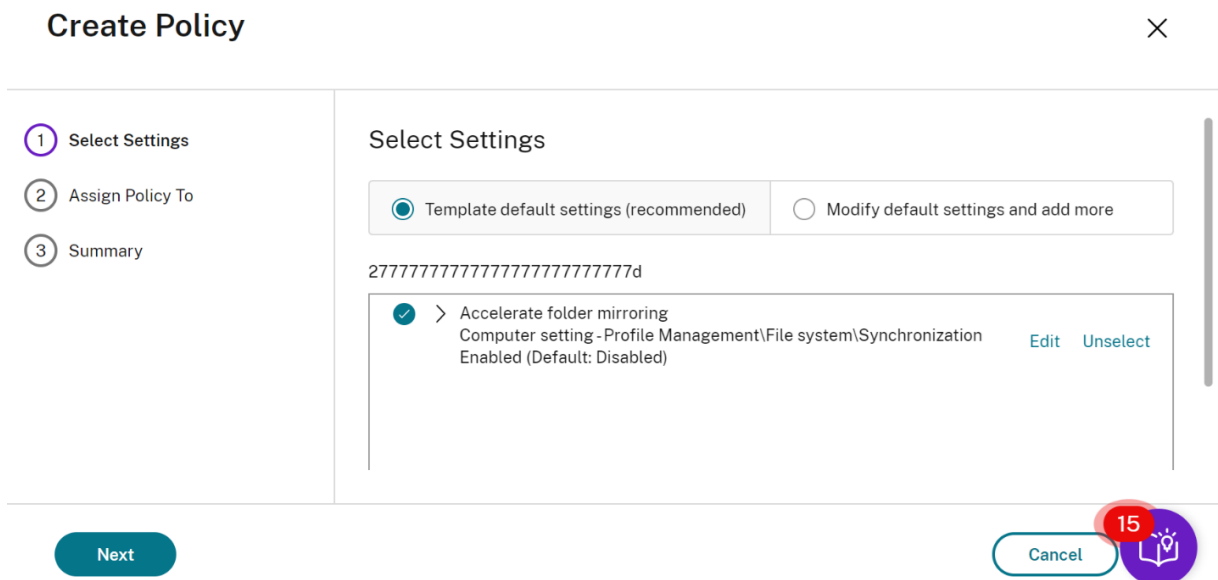 Create Policy
1 Select Settings
2 Assign Policy To
3 Summary
Select Settings
Template default settings (recommended)
Modify default settings and add more
27777777777777777777777777d
Accelerate folder mirroring
Computer setting - Profile Management\File system\Synchronization
Enabled (Default: Disabled)
Edit
Unselect
Next
Cancel
15